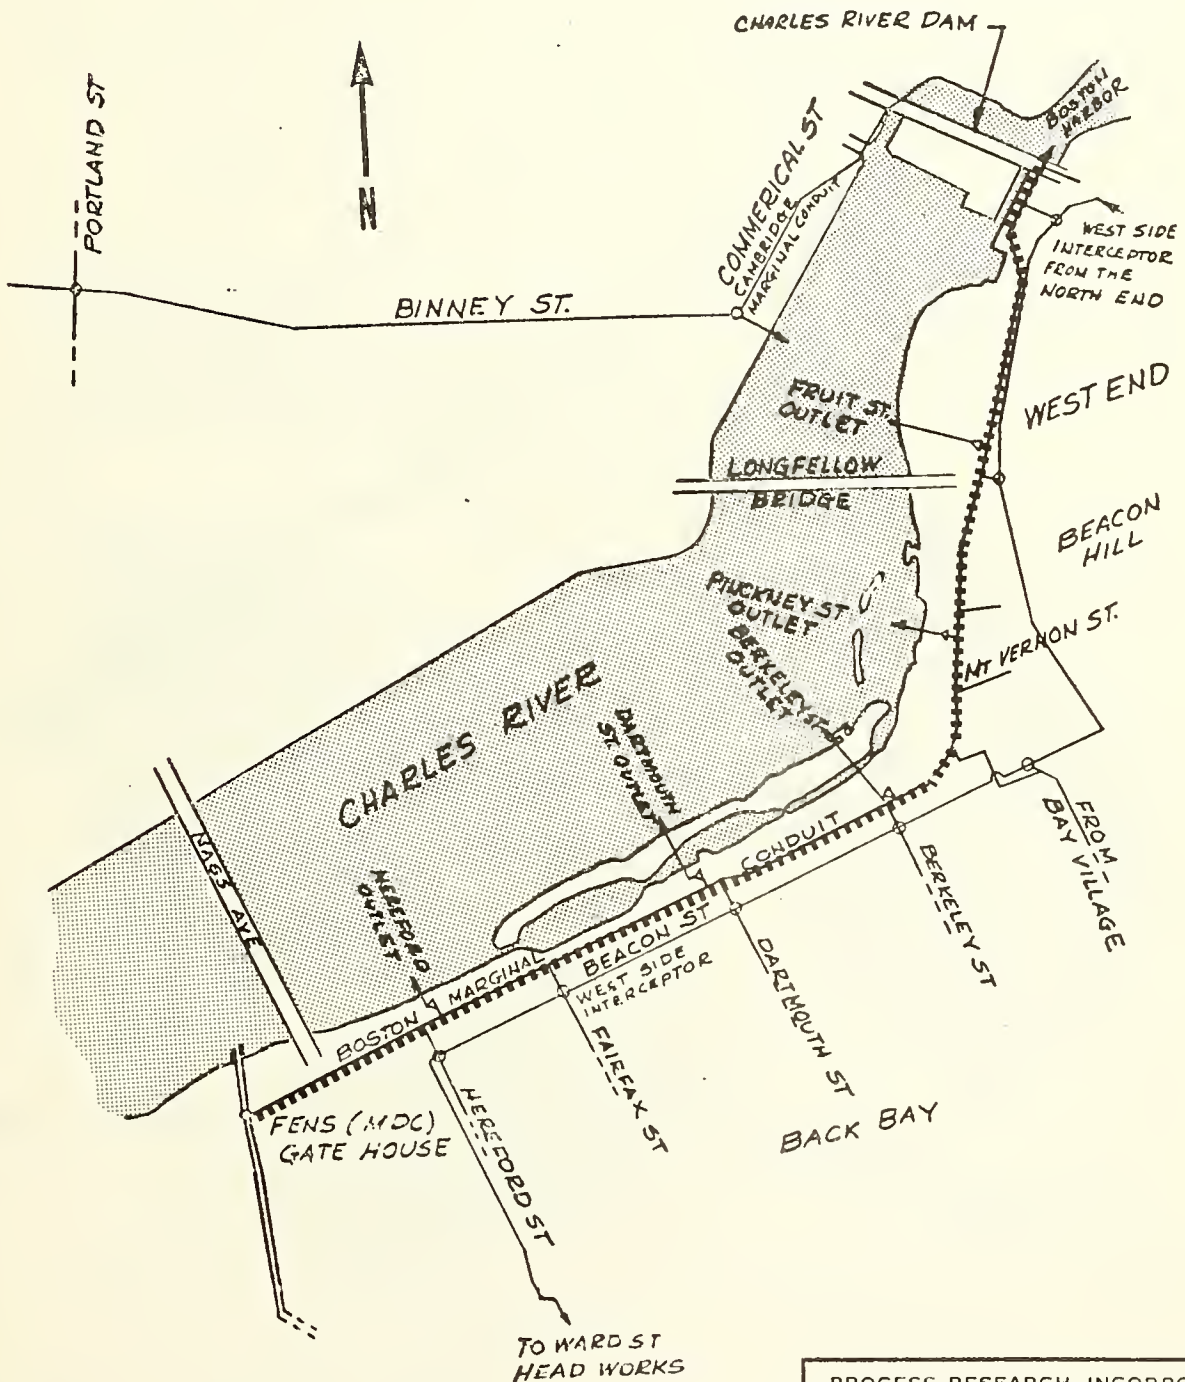 CHARLES RIVER DAM
BOSTON
HARBOR
PORTLAND ST
N
COMMERICAL ST
CAMBRIDGE
MARGINAL CONDUIT
WEST SIDE
INTERCEPTOR
FROM THE
NORTH END
BINNEY ST.
FRUIT ST.
OUTLET
WEST END
LONGFELLOW
BRIDGE
BEACON
HILL
PINCKNEY ST
OUTLET
BERKELEY ST
OUTLET
MT VERNON ST.
CHARLES RIVER
DARTMOUTH
ST. OUTLET
MASS AVE
HEREFORD
OUTLET
BOSTON MARGINAL CONDUIT
BEACON ST
WEST SIDE
INTERCEPTOR
FROM
BAY VILLAGE
BERKELEY ST
DARTMOUTH ST
FAIRFAX ST
HEREFORD ST
BACK BAY
FENS (MDC)
GATE HOUSE
TO WARD ST
HEAD WORKS